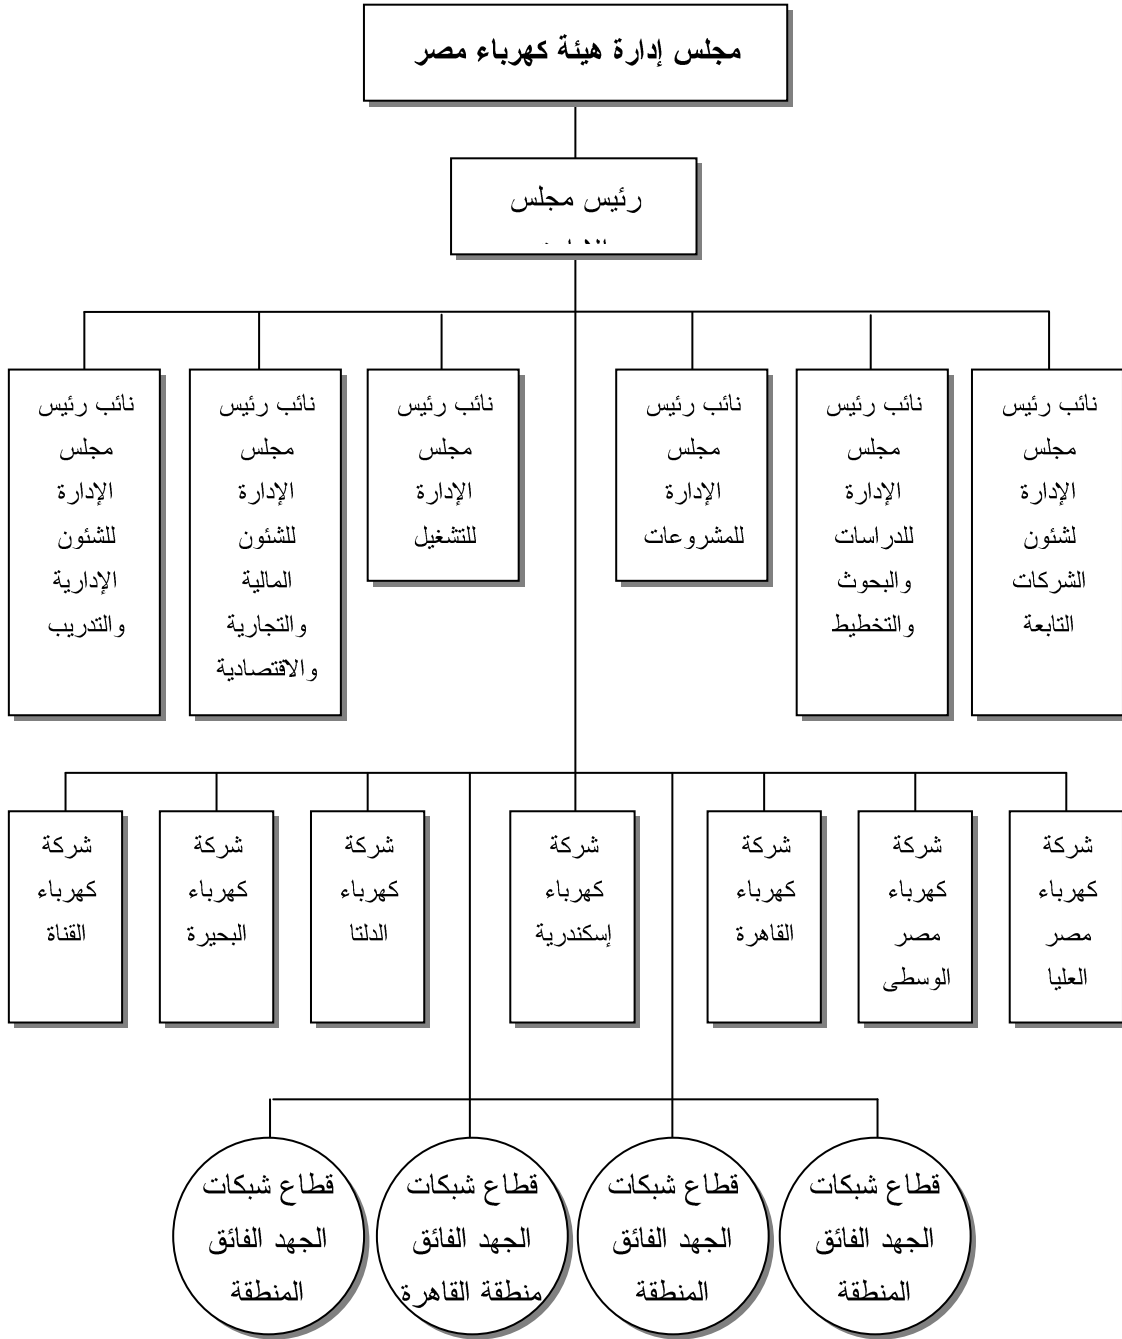 مجلس إدارة هيئة كهرباء مصر
رئيس مجلس
نائب رئيس
مجلس
الإدارة
لشئون
الشركات
التابعة
نائب رئيس
مجلس
الإدارة
للدراسات
والبحوث
والتخطيط
نائب رئيس
مجلس
الإدارة
للمشروعات
نائب رئيس
مجلس
الإدارة
للتشغيل
نائب رئيس
مجلس
الإدارة
للشئون
المالية
والتجارية
والاقتصادية
نائب رئيس
مجلس
الإدارة
للشئون
الإدارية
والتدريب
شركة
كهرباء
مصر
العليا
شركة
كهرباء
مصر
الوسطى
شركة
كهرباء
القاهرة
شركة
كهرباء
إسكندرية
شركة
كهرباء
الدلتا
شركة
كهرباء
البحيرة
شركة
كهرباء
القناة
قطاع شبكات
الجهد الفائق
المنطقة
قطاع شبكات
الجهد الفائق
المنطقة
قطاع شبكات
الجهد الفائق
منطقة القاهرة
قطاع شبكات
الجهد الفائق
المنطقة